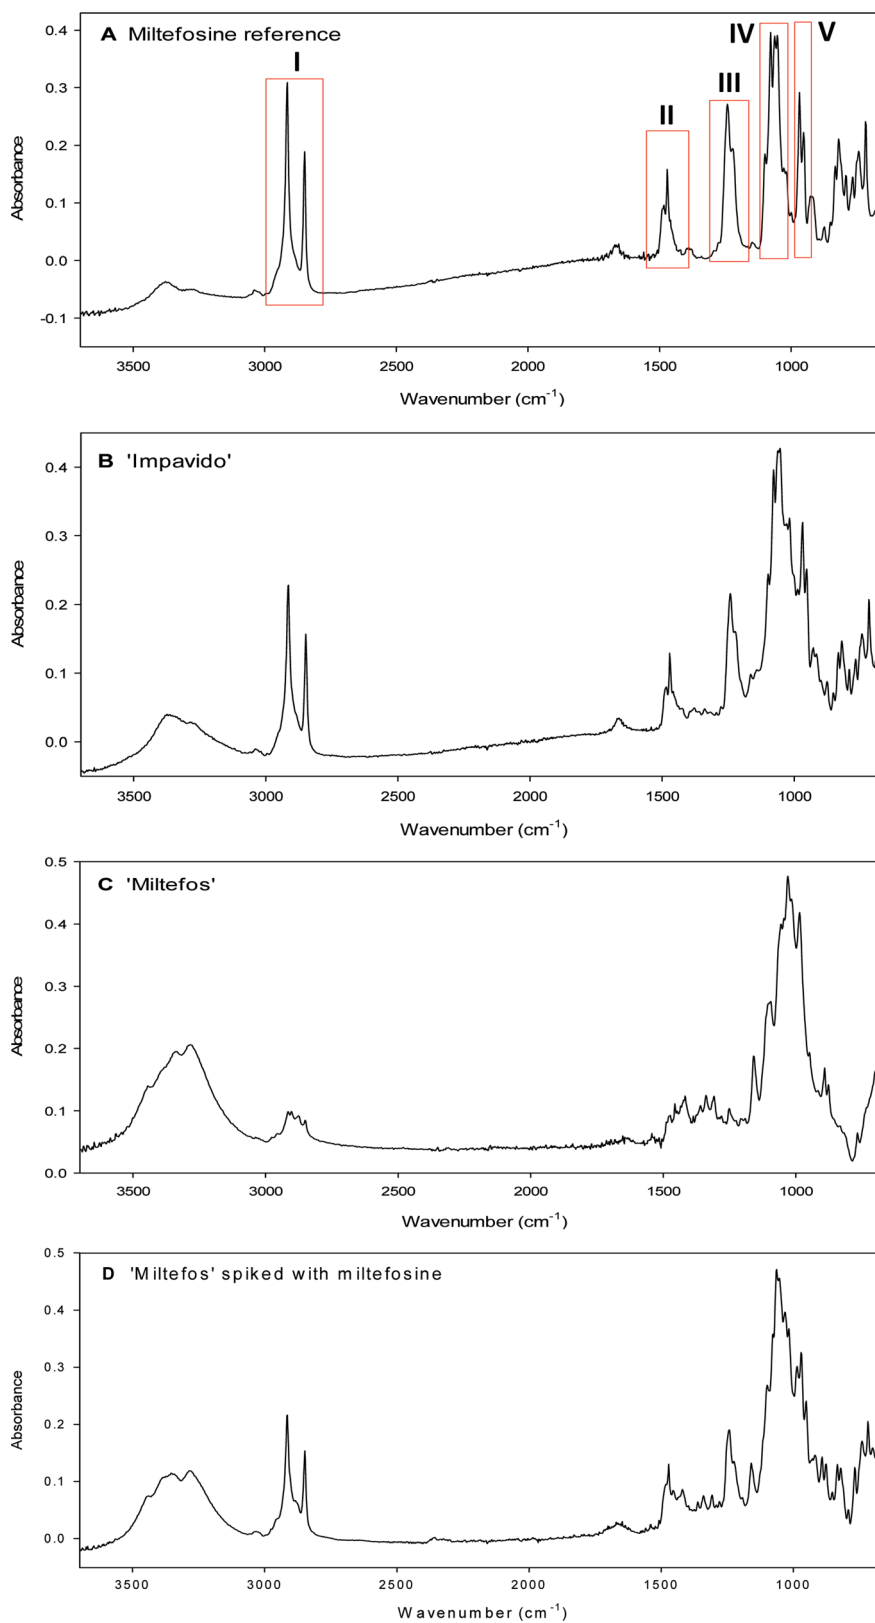 A Miltefosine reference
I
II
III
IV
V
0.4
0.3
0.2
0.1
0.0
-0.1
Absorbance
3500 3000 2500 2000 1500 1000
Wavenumber (cm-1)
B 'Impavido'
0.4
0.3
0.2
0.1
0.0
Absorbance
3500 3000 2500 2000 1500 1000
Wavenumber (cm-1)
C 'Miltefos'
0.5
0.4
0.3
0.2
0.1
0.0
Absorbance
3500 3000 2500 2000 1500 1000
Wavenumber (cm-1)
D 'Miltefos' spiked with miltefosine
0.5
0.4
0.3
0.2
0.1
0.0
Absorbance
3500 3000 2500 2000 1500 1000
Wavenumber (cm-1)